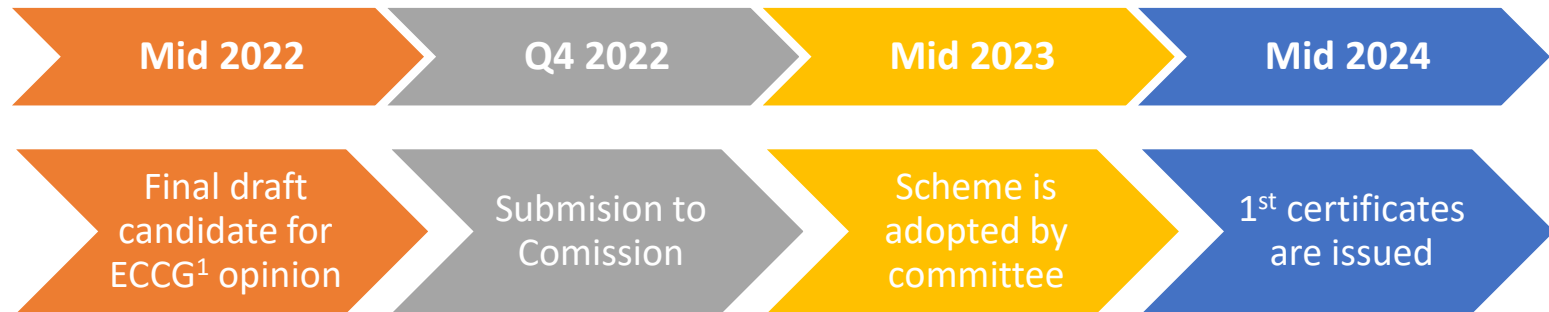 Mid 2022
Q4 2022
Mid 2023
Mid 2024
Final draft
candidate for
ECCG¹ opinion
Submision to
Comission
Scheme is
adopted by
committee
1st certificates
are issued